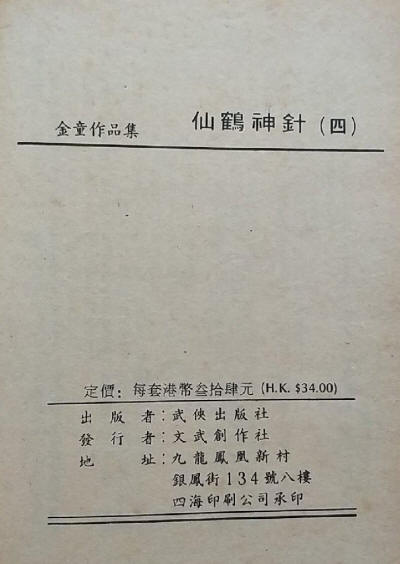 金童作品集 仙鶴神針(四)
定價：每套港幣叁拾肆元 (H.K. $34.00)
出版者：武俠出版社
發行者：文武創作社
地址：九龍鳳凰新村
銀鳳街134號八樓
四海印刷公司承印